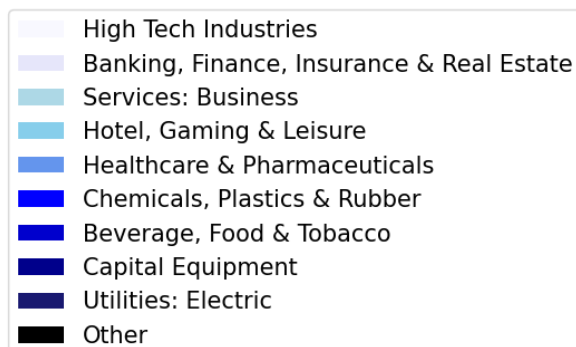 High Tech Industries
Banking, Finance, Insurance & Real Estate
Services: Business
Hotel, Gaming & Leisure
Healthcare & Pharmaceuticals
Chemicals, Plastics & Rubber
Beverage, Food & Tobacco
Capital Equipment
Utilities: Electric
Other